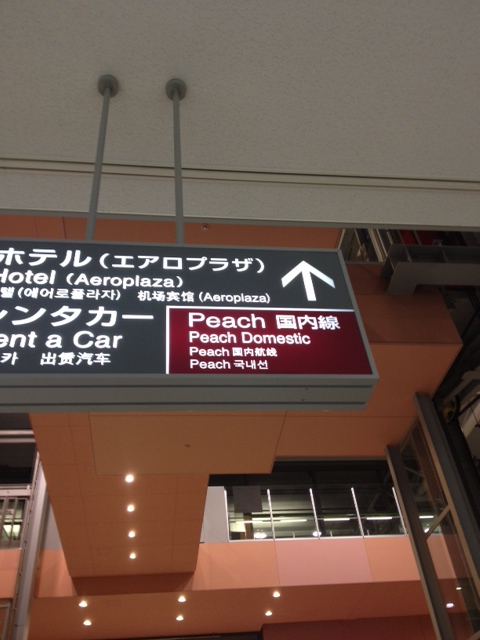 ホテル (エアロプラザ)
Hotel (Aeroplaza)
텔 (에어로플라자) 机场宾馆 (Aeroplaza)
ンタカー
ent a Car
카 出赁汽车
Peach 国内線
Peach Domestic
Peach 国内航线
Peach 국내선